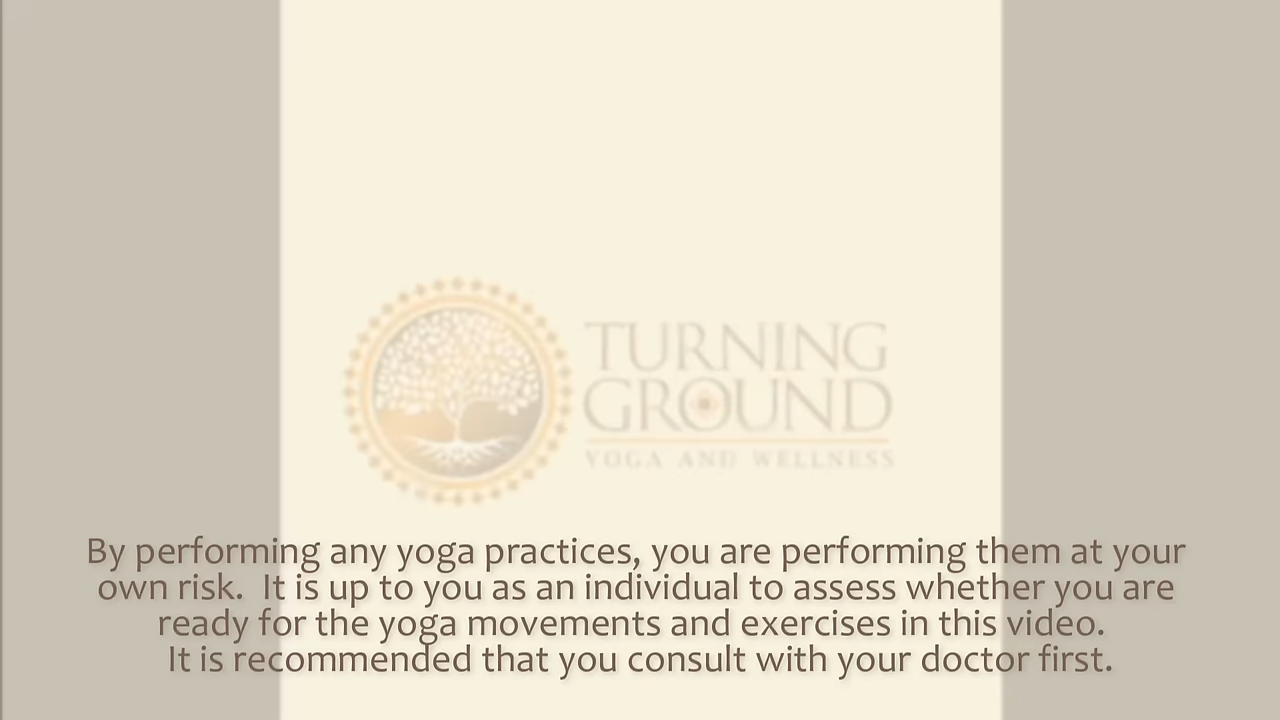 TURNING
GROUND
YOGA AND WELLNESS
By performing any yoga practices, you are performing them at your
own risk.  It is up to you as an individual to assess whether you are
ready for the yoga movements and exercises in this video.
It is recommended that you consult with your doctor first.